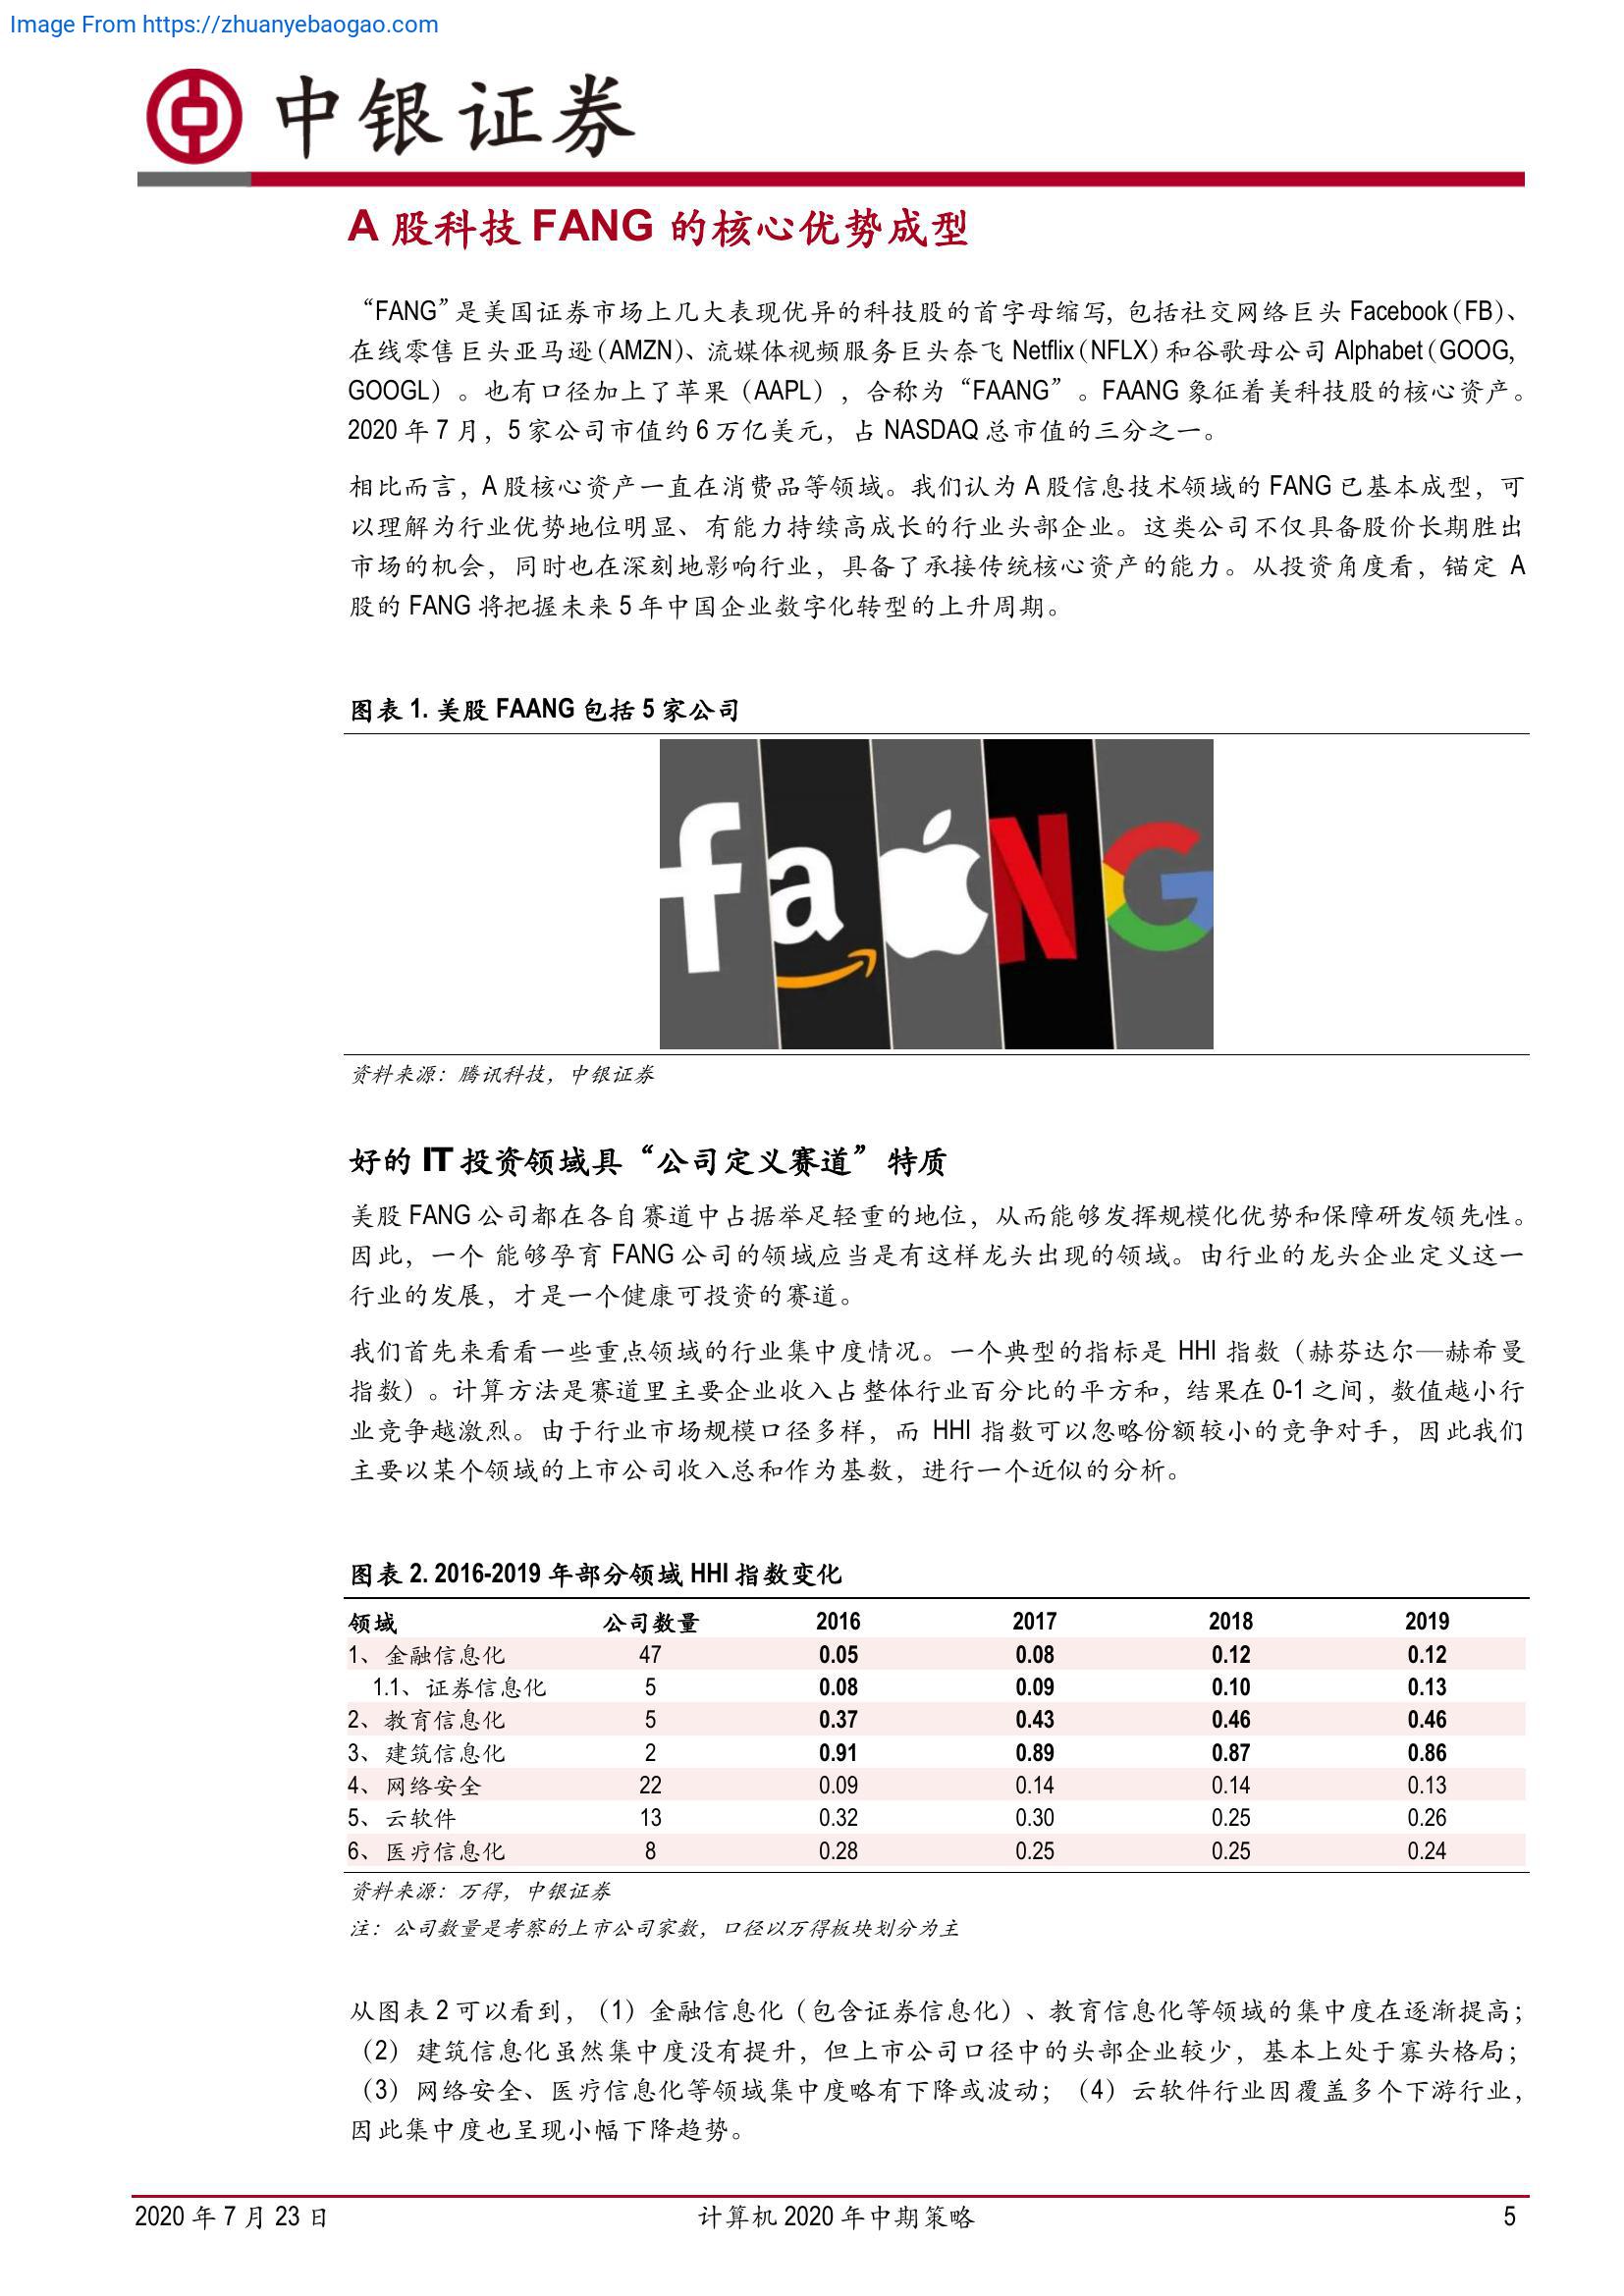 Image From https://zhuanyebaogao.com
中银证券
A 股科技 FANG 的核心优势成型
“FANG”是美国证券市场上几大表现优异的科技股的首字母缩写，包括社交网络巨头 Facebook（FB）、
在线零售巨头亚马逊（AMZN）、流媒体视频服务巨头奈飞 Netflix（NFLX）和谷歌母公司 Alphabet（GOOG,
GOOGL）。也有口径加上了苹果（AAPL），合称为“FAANG”。FAANG 象征着美科技股的核心资产。
2020 年 7 月，5 家公司市值约 6 万亿美元，占 NASDAQ 总市值的三分之一。
相比而言，A 股核心资产一直在消费品等领域。我们认为 A 股信息技术领域的 FANG 已基本成型，可
以理解为行业优势地位明显、有能力持续高成长的行业头部企业。这类公司不仅具备股价长期胜出
市场的机会，同时也在深刻地影响行业，具备了承接传统核心资产的能力。从投资角度看，锚定 A
股的 FANG 将把握未来 5 年中国企业数字化转型的上升周期。
图表 1. 美股 FAANG 包括 5 家公司
f a N G
资料来源：腾讯科技，中银证券
好的 IT 投资领域具“公司定义赛道”特质
美股 FANG 公司都在各自赛道中占据举足轻重的地位，从而能够发挥规模化优势和保障研发领先性。
因此，一个 能够孕育 FANG 公司的领域应当是有这样龙头出现的领域。由行业的龙头企业定义这一
行业的发展，才是一个健康可投资的赛道。
我们首先来看看一些重点领域的行业集中度情况。一个典型的指标是 HHI 指数（赫芬达尔—赫希曼
指数）。计算方法是赛道里主要企业收入占整体行业百分比的平方和，结果在 0-1 之间，数值越小行
业竞争越激烈。由于行业市场规模口径多样，而 HHI 指数可以忽略份额较小的竞争对手，因此我们
主要以某个领域的上市公司收入总和作为基数，进行一个近似的分析。
图表 2. 2016-2019 年部分领域 HHI 指数变化
领域 公司数量 2016 2017 2018 2019
1、金融信息化 47 0.05 0.08 0.12 0.12
1.1、证券信息化 5 0.08 0.09 0.10 0.13
2、教育信息化 5 0.37 0.43 0.46 0.46
3、建筑信息化 2 0.91 0.89 0.87 0.86
4、网络安全 22 0.09 0.14 0.14 0.13
5、云软件 13 0.32 0.30 0.25 0.26
6、医疗信息化 8 0.28 0.25 0.25 0.24
资料来源：万得，中银证券
注：公司数量是考察的上市公司家数，口径以万得板块划分为主
从图表 2 可以看到，（1）金融信息化（包含证券信息化）、教育信息化等领域的集中度在逐渐提高；
（2）建筑信息化虽然集中度没有提升，但上市公司口径中的头部企业较少，基本上处于寡头格局；
（3）网络安全、医疗信息化等领域集中度略有下降或波动；（4）云软件行业因覆盖多个下游行业，
因此集中度也呈现小幅下降趋势。
2020 年 7 月 23 日 计算机 2020 年中期策略 5